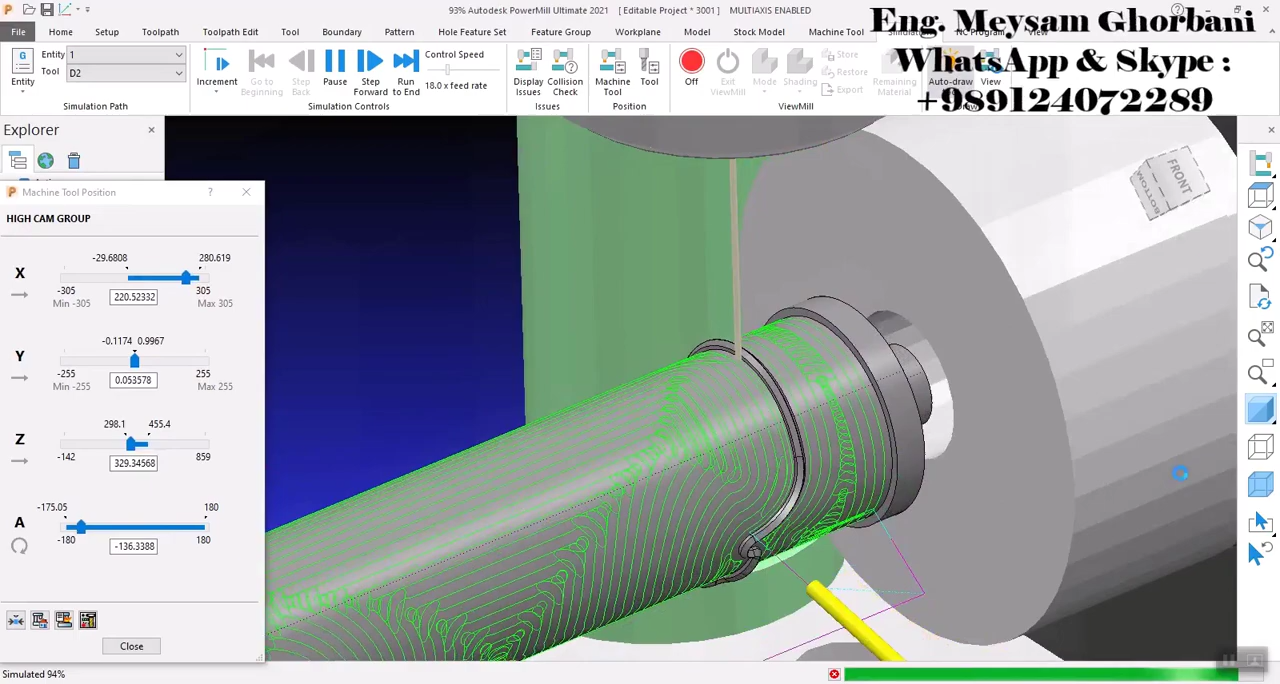 93% Autodesk PowerMill Ultimate 2021 [ Editable Project * 3001 ] MULTIAXIS ENABLED
Eng. Meysam Ghorbani
WhatsApp & Skype :
+989124072289
File Home Setup Toolpath Toolpath Edit Tool Boundary Pattern Hole Feature Set Feature Group Workplane Model Stock Model Machine Tool NC Program View
Entity
Entity 1
Tool D2
Simulation Path
Increment
Go to Beginning
Step Back
Pause
Step Forward
Run to End
Control Speed
18.0 x feed rate
Simulation Controls
Display Issues
Collision Check
Issues
Machine Tool
Tool
Position
Off
Exit ViewMill
Mode
Shading
Store
Restore
Export
Remaining Material
ViewMill
Auto-draw
View
Explorer
Machine Tool Position
HIGH CAM GROUP
-29.6808 280.619
X
-305 305
Min -305 220.52332 Max 305
-0.1174 0.9967
Y
-255 255
Min -255 0.053578 Max 255
298.1 455.4
Z
-142 859
329.34568
-175.05 180
A
-180 180
-136.3388
Close
FRONT
BOTTOM
Simulated 94%